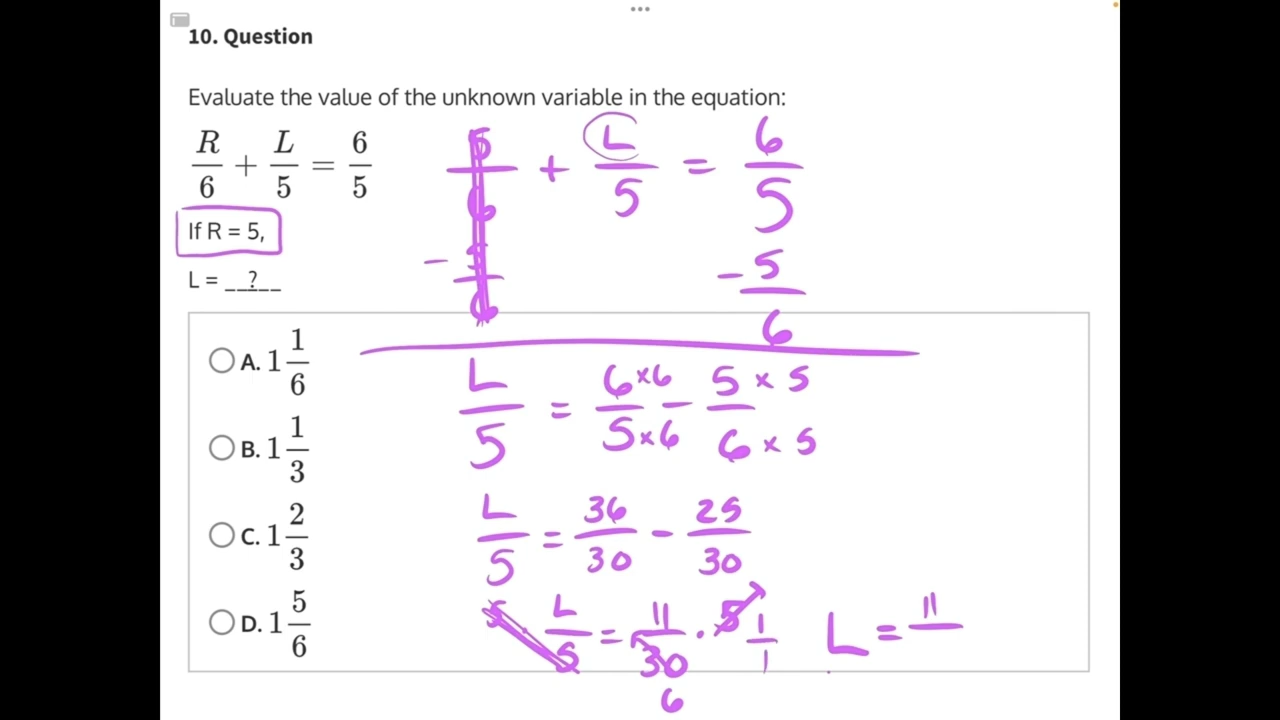 10. Question
Evaluate the value of the unknown variable in the equation:
R/6 + L/5 = 6/5
If R = 5,
L = __?__
A. 1 1/6
B. 1 1/3
C. 1 2/3
D. 1 5/6
5/6 + L/5 = 6/5
- 5/6 - 5/6
L/5 = 6×6/5×6 - 5×5/6×5
L/5 = 36/30 - 25/30
5 L/5 = 11/30 · 5 1/1
6
L = 11